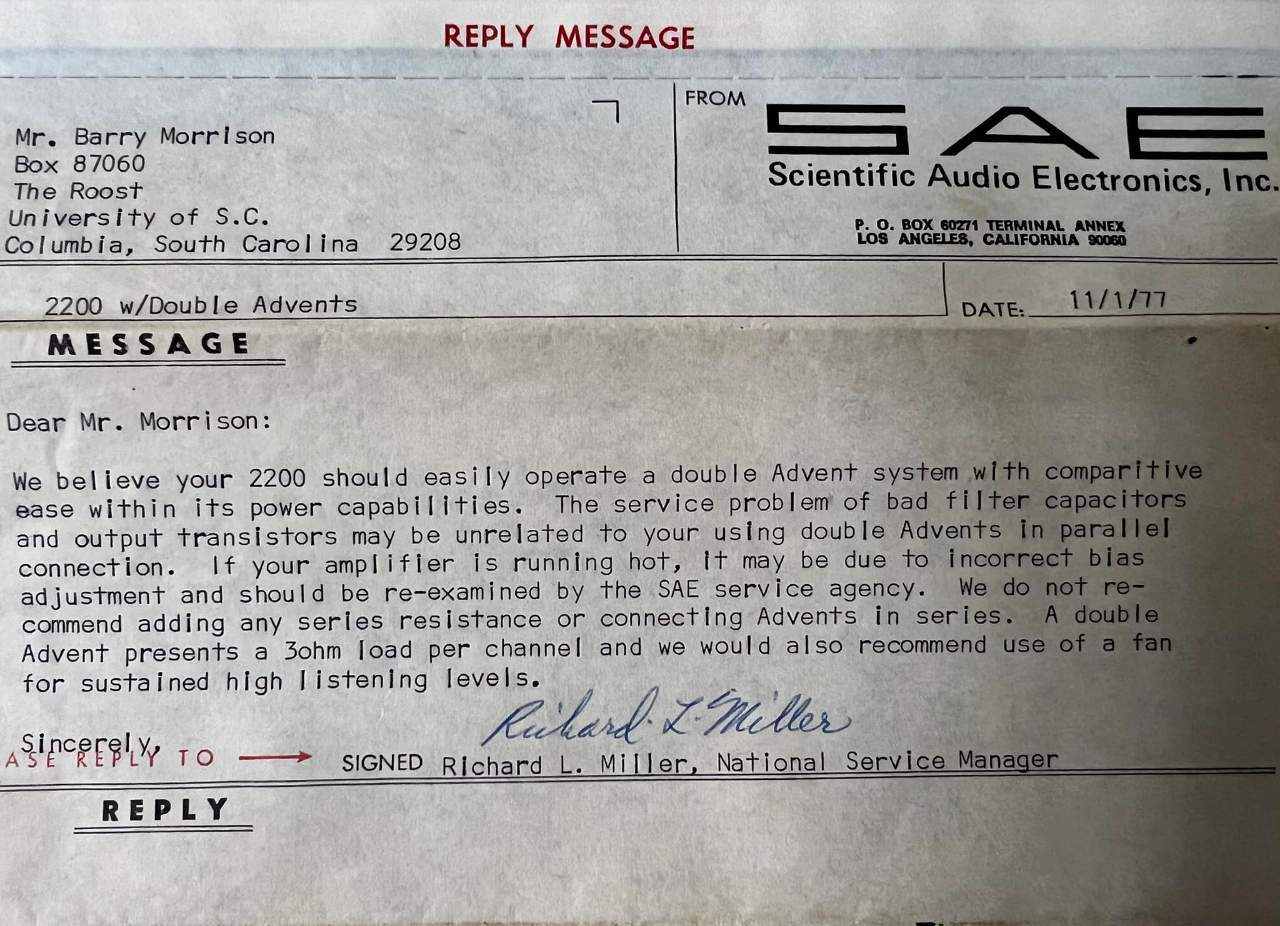 REPLY MESSAGE
Mr. Barry Morrison
Box 87060
The Roost
University of S.C.
Columbia, South Carolina 29208
FROM
SAE
Scientific Audio Electronics, Inc.
P. O. BOX 60271 TERMINAL ANNEX
LOS ANGELES, CALIFORNIA 90060
2200 w/Double Advents
DATE: 11/1/77
MESSAGE
Dear Mr. Morrison:
We believe your 2200 should easily operate a double Advent system with comparitive
ease within its power capabilities. The service problem of bad filter capacitors
and output transistors may be unrelated to your using double Advents in parallel
connection. If your amplifier is running hot, it may be due to incorrect bias
adjustment and should be re-examined by the SAE service agency. We do not re-
commend adding any series resistance or connecting Advents in series. A double
Advent presents a 3ohm load per channel and we would also recommend use of a fan
for sustained high listening levels.
Richard L. Miller
Sincerely,
ASE REPLY TO
SIGNED Richard L. Miller, National Service Manager
REPLY